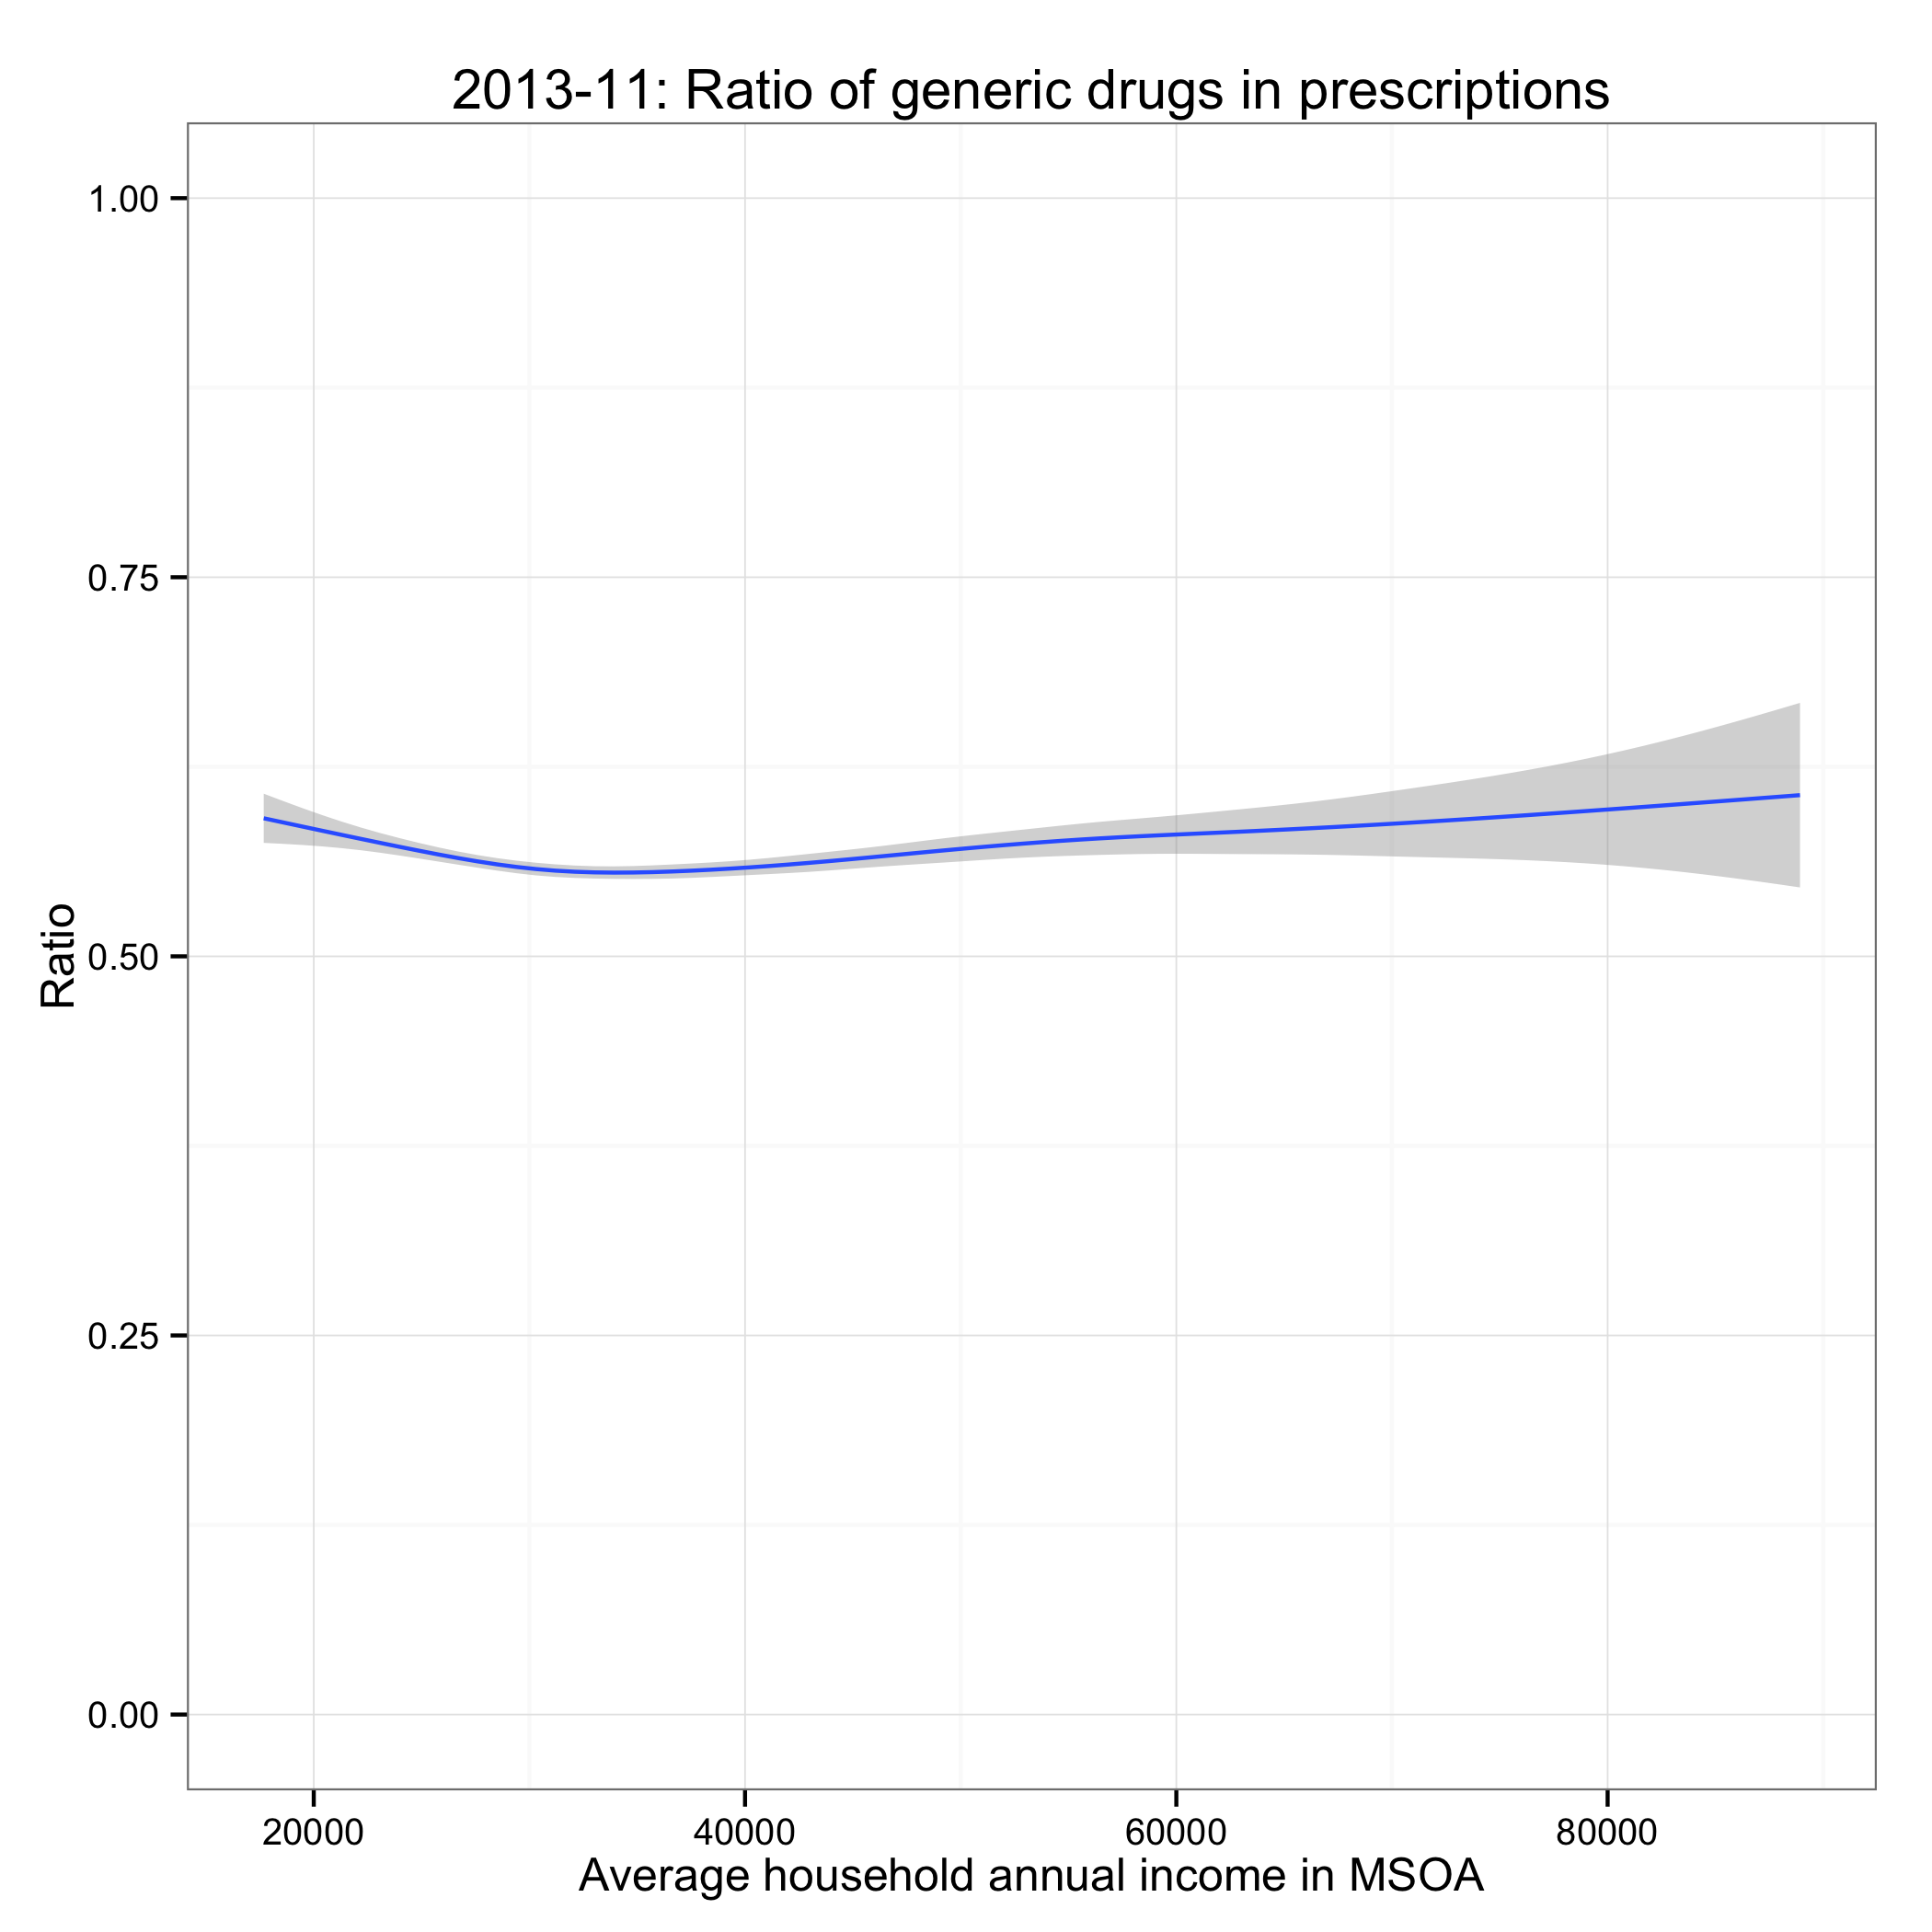 2013-11: Ratio of generic drugs in prescriptions
1.00
0.75
0.50
0.25
0.00
Ratio
20000 40000 60000 80000
Average household annual income in MSOA